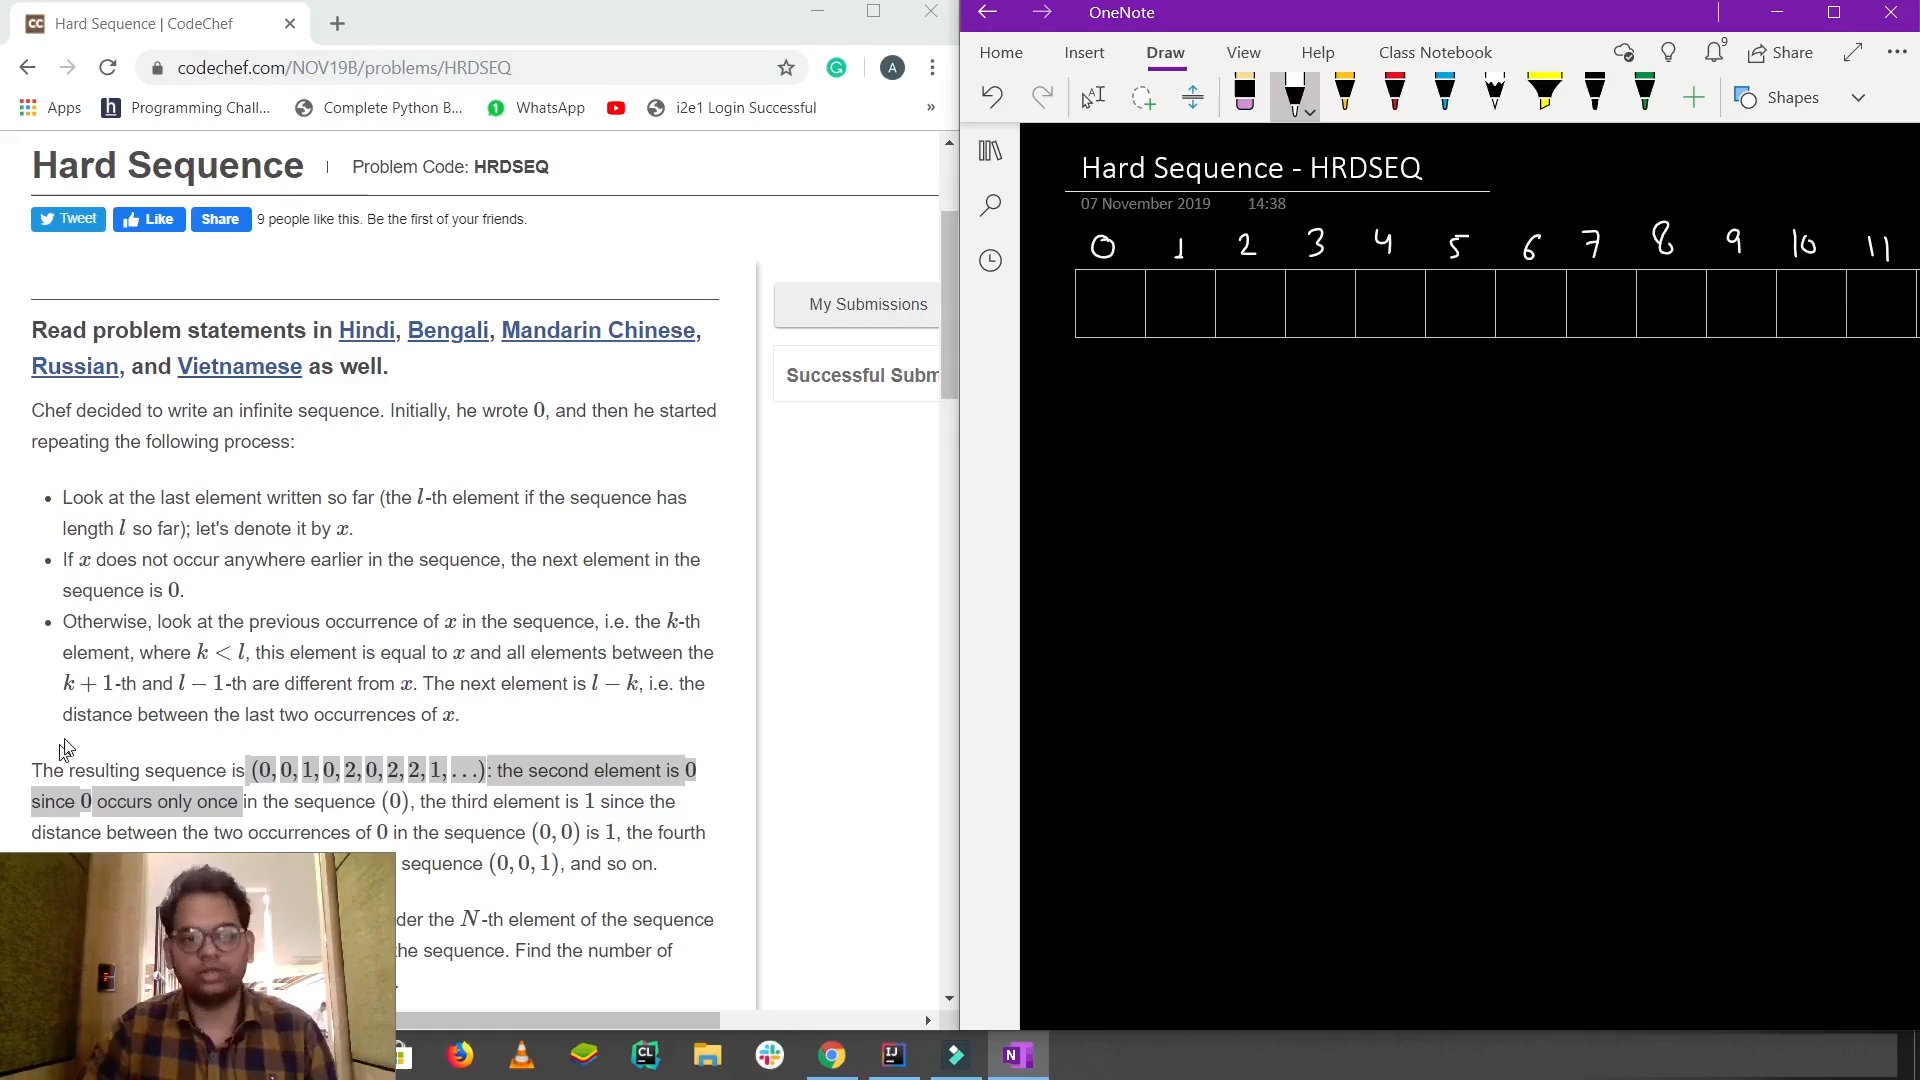 Hard Sequence | CodeChef
codechef.com/NOV19B/problems/HRDSEQ
A
Apps
Programming Chall...
Complete Python B...
WhatsApp
i2e1 Login Successful
»
Hard Sequence
Problem Code: HRDSEQ
Tweet
Like
Share
9 people like this. Be the first of your friends.
My Submissions
Successful Subm
Read problem statements in Hindi, Bengali, Mandarin Chinese,
Russian, and Vietnamese as well.
Chef decided to write an infinite sequence. Initially, he wrote 0, and then he started
repeating the following process:
• Look at the last element written so far (the l-th element if the sequence has
length l so far); let's denote it by x.
• If x does not occur anywhere earlier in the sequence, the next element in the
sequence is 0.
• Otherwise, look at the previous occurrence of x in the sequence, i.e. the k-th
element, where k < l, this element is equal to x and all elements between the
k + 1-th and l − 1-th are different from x. The next element is l − k, i.e. the
distance between the last two occurrences of x.
The resulting sequence is (0, 0, 1, 0, 2, 0, 2, 2, 1, . . .): the second element is 0
since 0 occurs only once in the sequence (0), the third element is 1 since the
distance between the two occurrences of 0 in the sequence (0, 0) is 1, the fourth
sequence (0, 0, 1), and so on.
der the N-th element of the sequence
the sequence. Find the number of
OneNote
Home Insert Draw View Help Class Notebook
9
Share
Shapes
Hard Sequence - HRDSEQ
07 November 2019 14:38
0 1 2 3 4 5 6 7 8 9 10 11